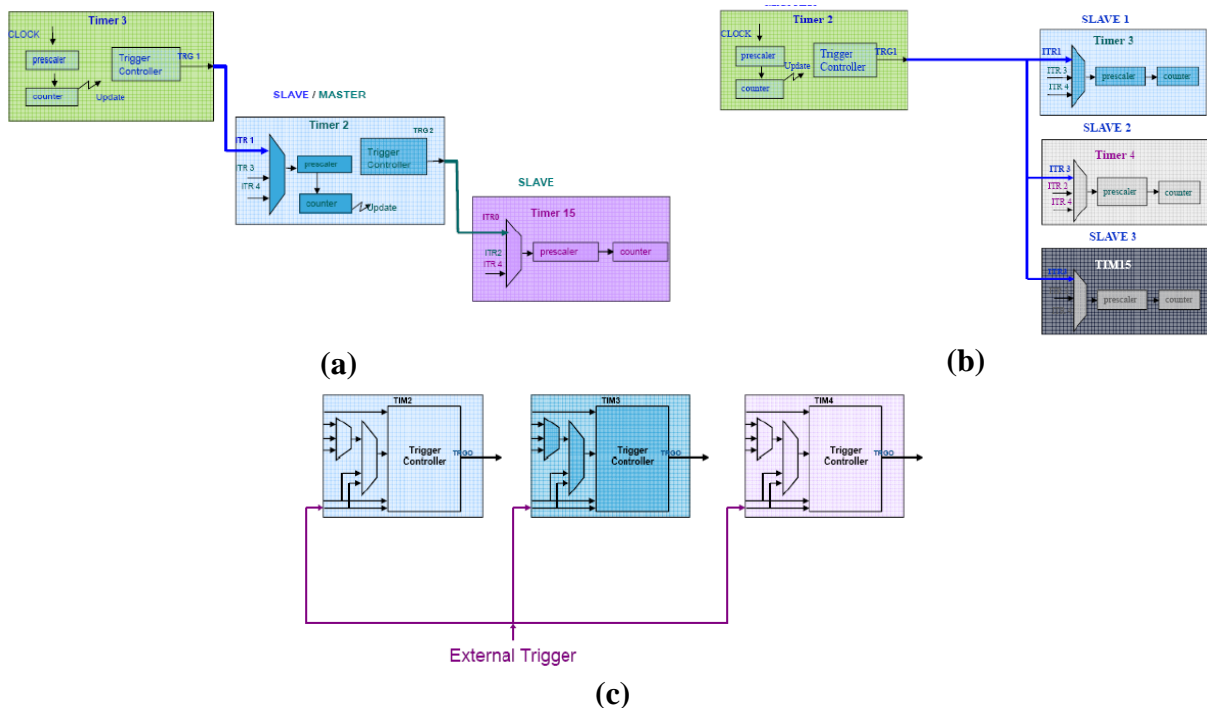 Timer 3
CLOCK
prescaler
counter
Update
Trigger
Controller
TRG 1
SLAVE / MASTER
Timer 2
ITR 1
ITR 3
ITR 4
prescaler
counter
Update
Trigger
Controller
TRG2
SLAVE
Timer 15
ITR0
ITR2
ITR 4
prescaler
counter
(a)
Timer 2
CLOCK
prescaler
counter
Update
Trigger
Controller
TRG1
SLAVE 1
Timer 3
ITR1
ITR 3
ITR 4
prescaler
counter
SLAVE 2
Timer 4
ITR 3
ITR 2
ITR 4
prescaler
counter
SLAVE 3
TIM15
prescaler
counter
(b)
TIM2
Trigger
Controller
TRGO
TIM3
Trigger
Controller
TRGO
TIM4
Trigger
Controller
TRGO
External Trigger
(c)